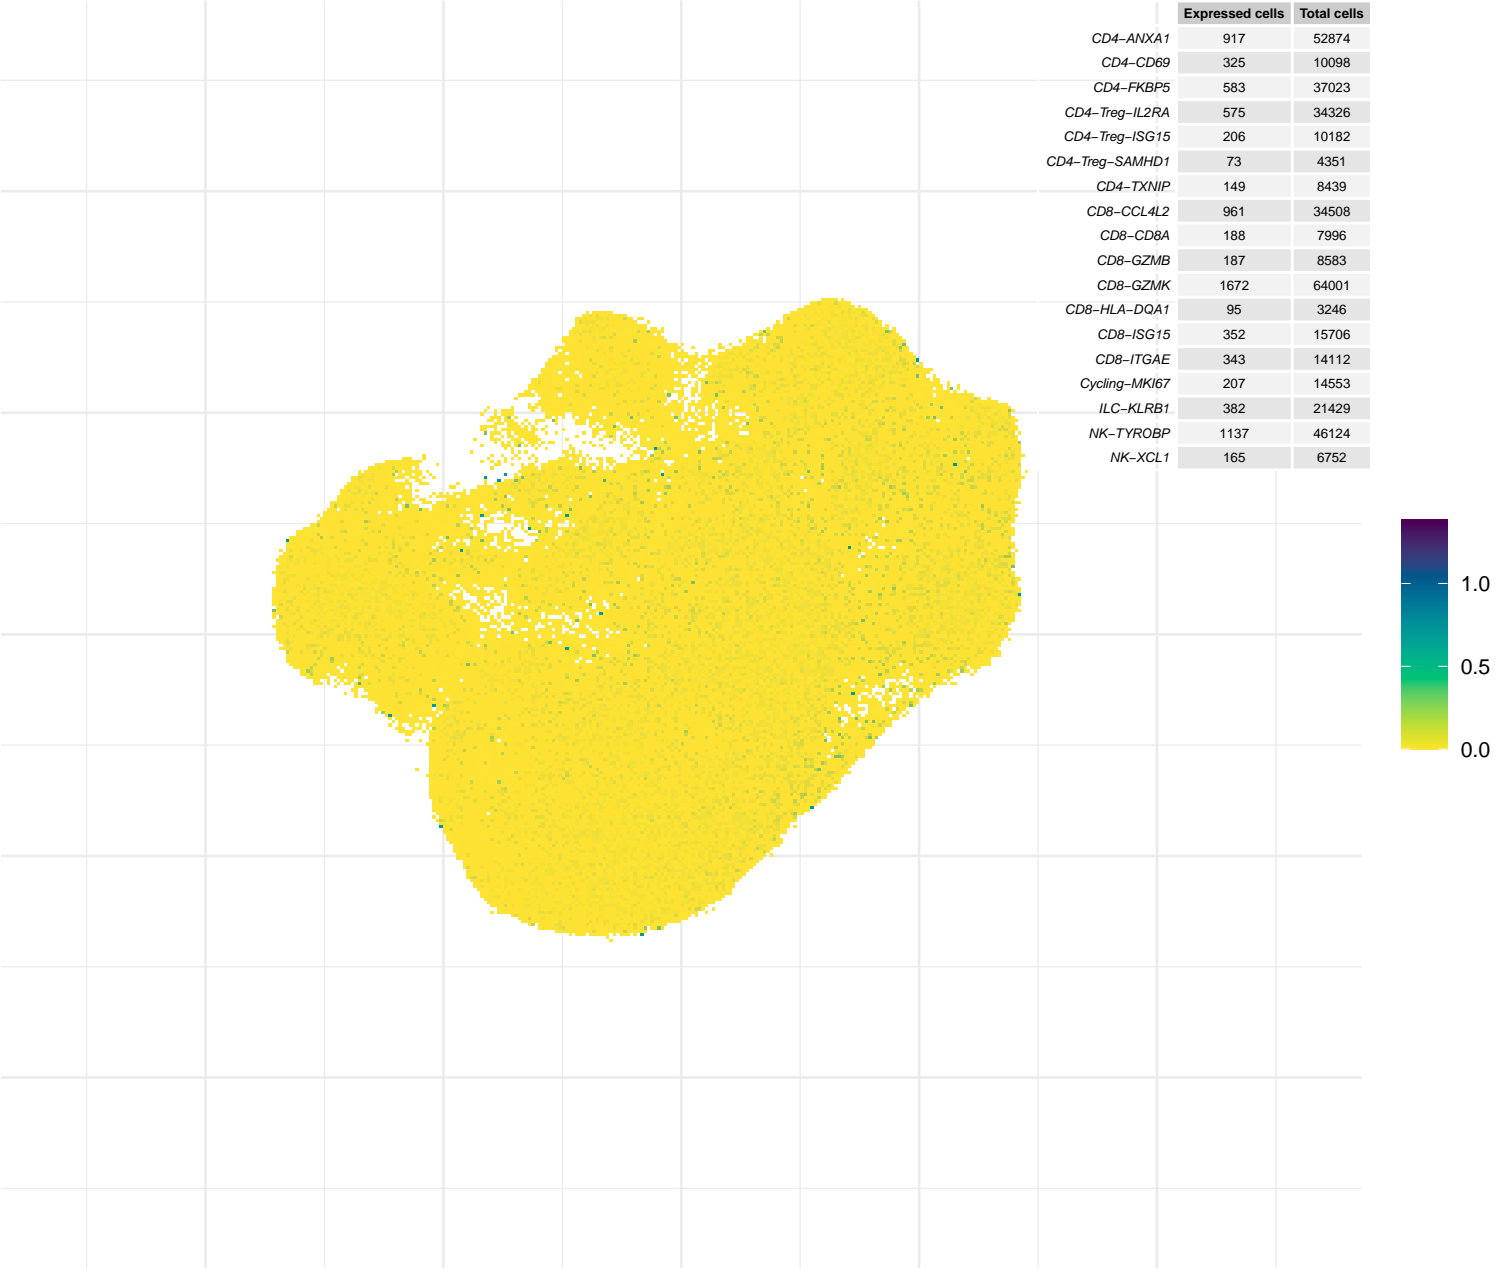 Expressed cells Total cells
CD4−ANXA1 917 52874
CD4−CD69 325 10098
CD4−FKBP5 583 37023
CD4−Treg−IL2RA 575 34326
CD4−Treg−ISG15 206 10182
CD4−Treg−SAMHD1 73 4351
CD4−TXNIP 149 8439
CD8−CCL4L2 961 34508
CD8−CD8A 188 7996
CD8−GZMB 187 8583
CD8−GZMK 1672 64001
CD8−HLA−DQA1 95 3246
CD8−ISG15 352 15706
CD8−ITGAE 343 14112
Cycling−MKI67 207 14553
ILC−KLRB1 382 21429
NK−TYROBP 1137 46124
NK−XCL1 165 6752
1.0
0.5
0.0